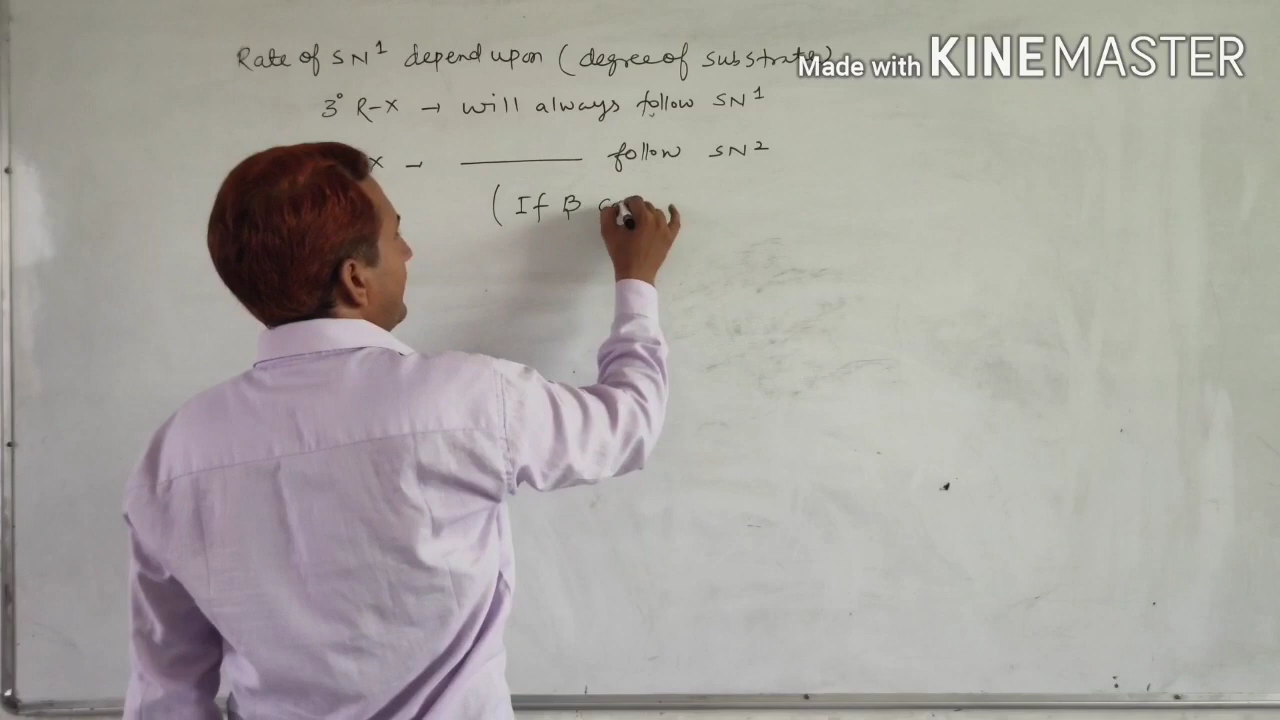 Rate of SN¹ depend upon (degree of substrate)
Made with KINEMASTER
3° R-X → will always follow SN¹
X → ———— follow SN²
(If β